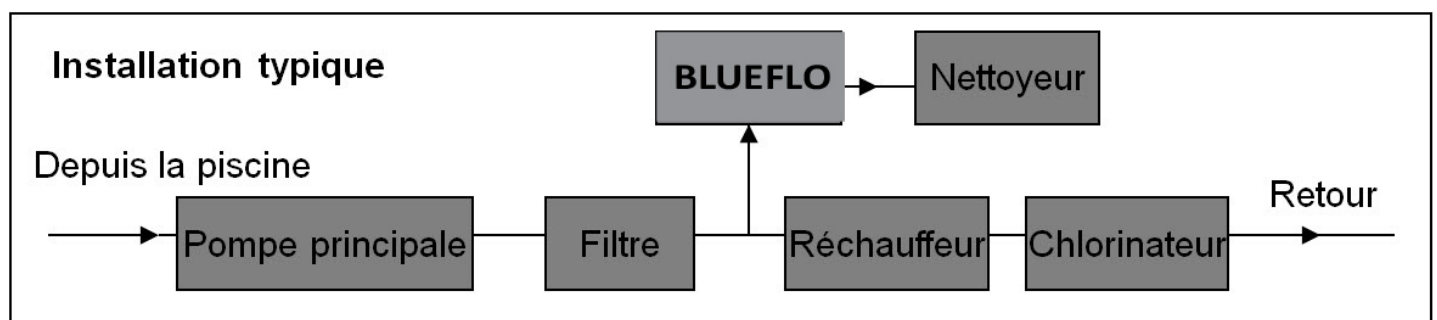 Installation typique
BLUEFLO
Nettoyeur
Depuis la piscine
Retour
Pompe principale
Filtre
Réchauffeur
Chlorinateur